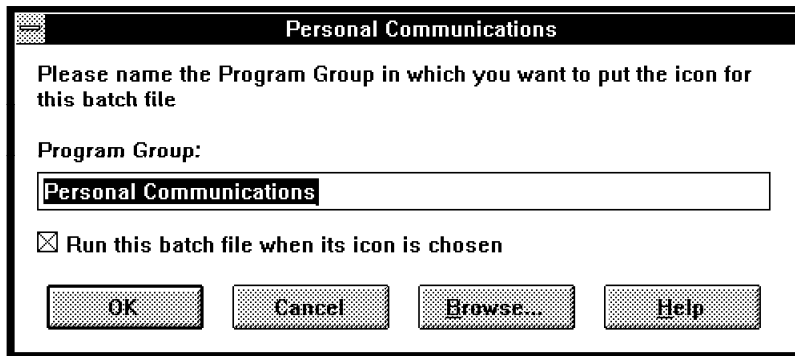 Personal Communications
Please name the Program Group in which you want to put the icon for
this batch file
Program Group:
Personal Communications
Run this batch file when its icon is chosen
OK
Cancel
Browse...
Help